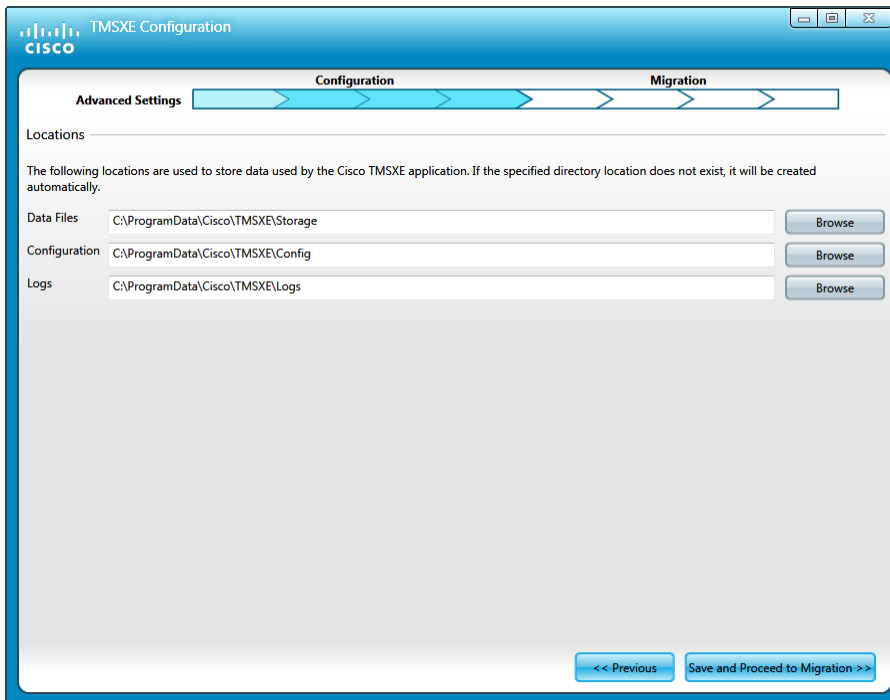 TMSXE Configuration
CISCO
Configuration
Migration
Advanced Settings
Locations
The following locations are used to store data used by the Cisco TMSXE application. If the specified directory location does not exist, it will be created
automatically.
Data Files C:\ProgramData\Cisco\TMSXE\Storage Browse
Configuration C:\ProgramData\Cisco\TMSXE\Config Browse
Logs C:\ProgramData\Cisco\TMSXE\Logs Browse
<< Previous Save and Proceed to Migration >>